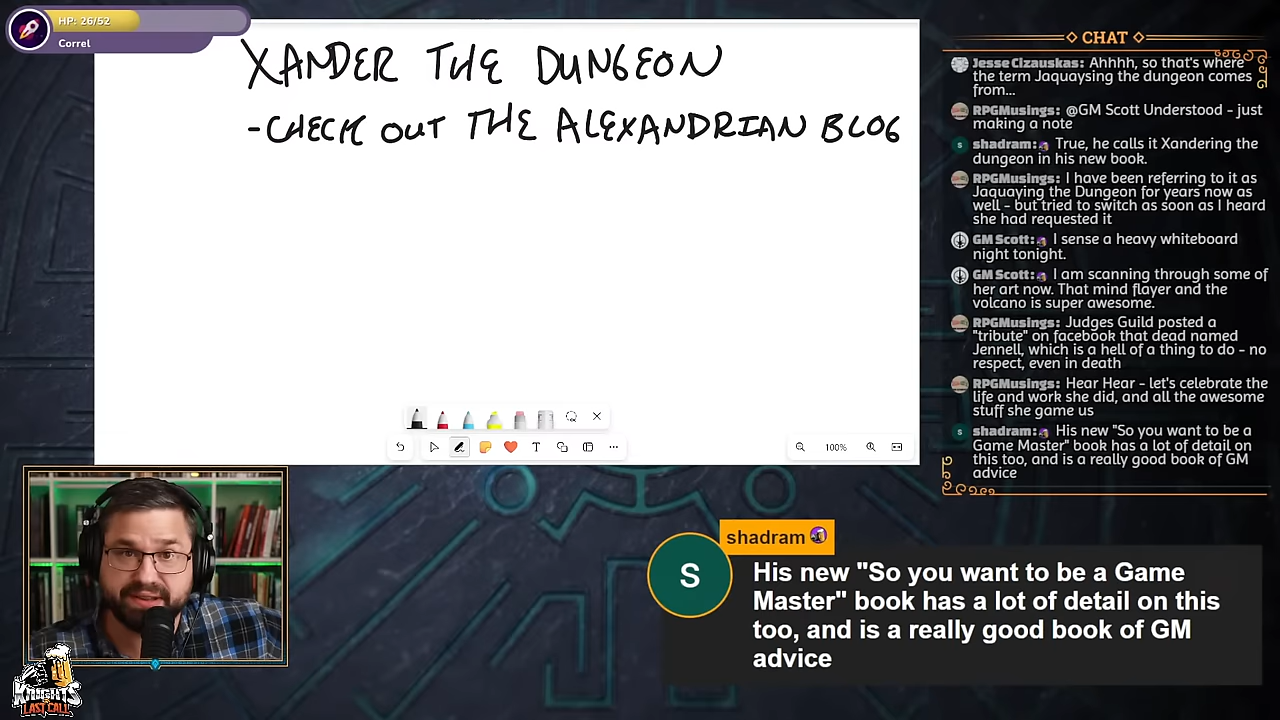 HP: 26/52
Correl
XANDER THE DUNGEON
-CHECK OUT THE ALEXANDRIAN BLOG
100%
CHAT
Jesse Cizauskas: Ahhhh, so that's where
the term Jaquaysing the dungeon comes
from...
RPGMusings: @GM Scott Understood - just
making a note
shadram: True, he calls it Xandering the
dungeon in his new book.
RPGMusings: I have been referring to it as
Jaquaying the Dungeon for years now as
well - but tried to switch as soon as I heard
she had requested it
GM Scott: I sense a heavy whiteboard
night tonight.
GM Scott: I am scanning through some of
her art now. That mind flayer and the
volcano is super awesome.
RPGMusings: Judges Guild posted a
"tribute" on facebook that dead named
Jennell, which is a hell of a thing to do - no
respect, even in death
RPGMusings: Hear Hear - let's celebrate the
life and work she did, and all the awesome
stuff she game us
shadram: His new "So you want to be a
Game Master" book has a lot of detail on
this too, and is a really good book of GM
advice
shadram
S
His new "So you want to be a Game
Master" book has a lot of detail on this
too, and is a really good book of GM
advice
KNIGHTS
OF
LAST CALL